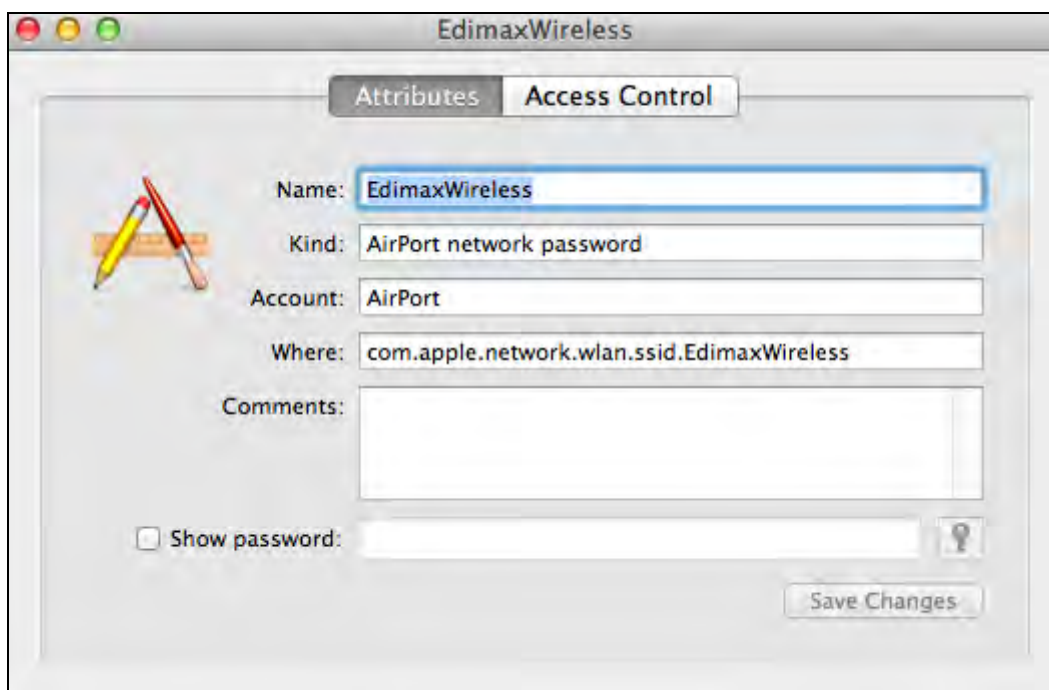 EdimaxWireless
Attributes Access Control
Name: EdimaxWireless
Kind: AirPort network password
Account: AirPort
Where: com.apple.network.wlan.ssid.EdimaxWireless
Comments:
Show password:
Save Changes